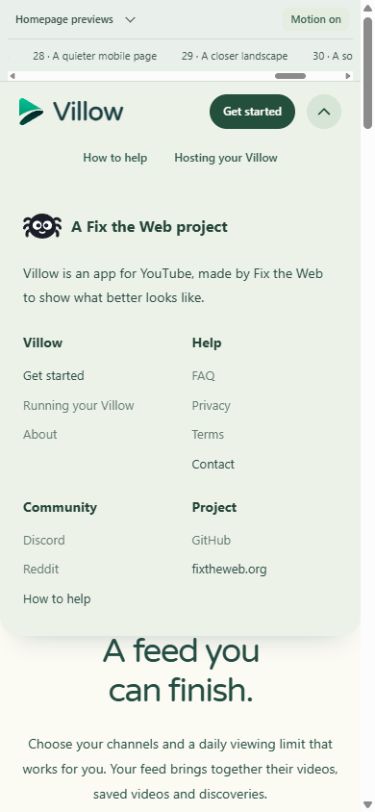 Homepage previews
Motion on
28 · A quieter mobile page
29 · A closer landscape
30 · A so
Villow
Get started
How to help
Hosting your Villow
A Fix the Web project
Villow is an app for YouTube, made by Fix the Web
to show what better looks like.
Villow
Get started
Running your Villow
About
Help
FAQ
Privacy
Terms
Contact
Community
Discord
Reddit
How to help
Project
GitHub
fixtheweb.org
A feed you
can finish.
Choose your channels and a daily viewing limit that
works for you. Your feed brings together their videos,
saved videos and discoveries.